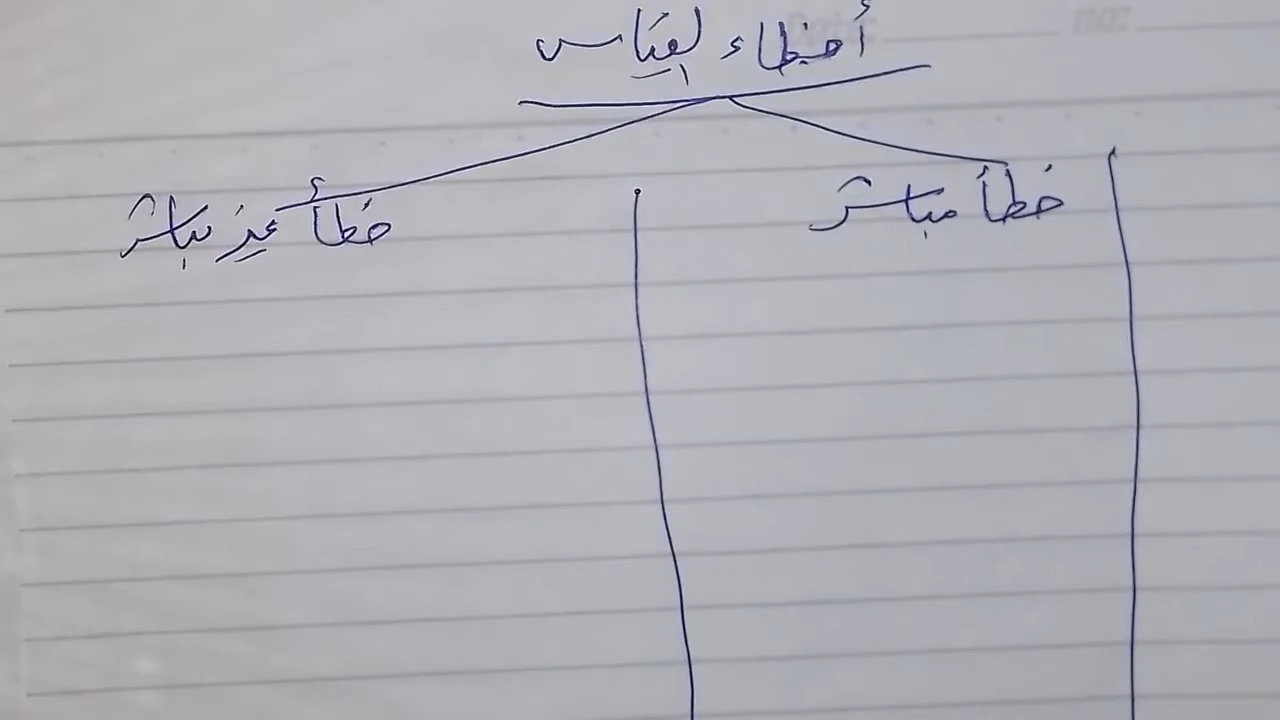 أخطاء القياس
خطأ مباشر
خطأ غير مباشر